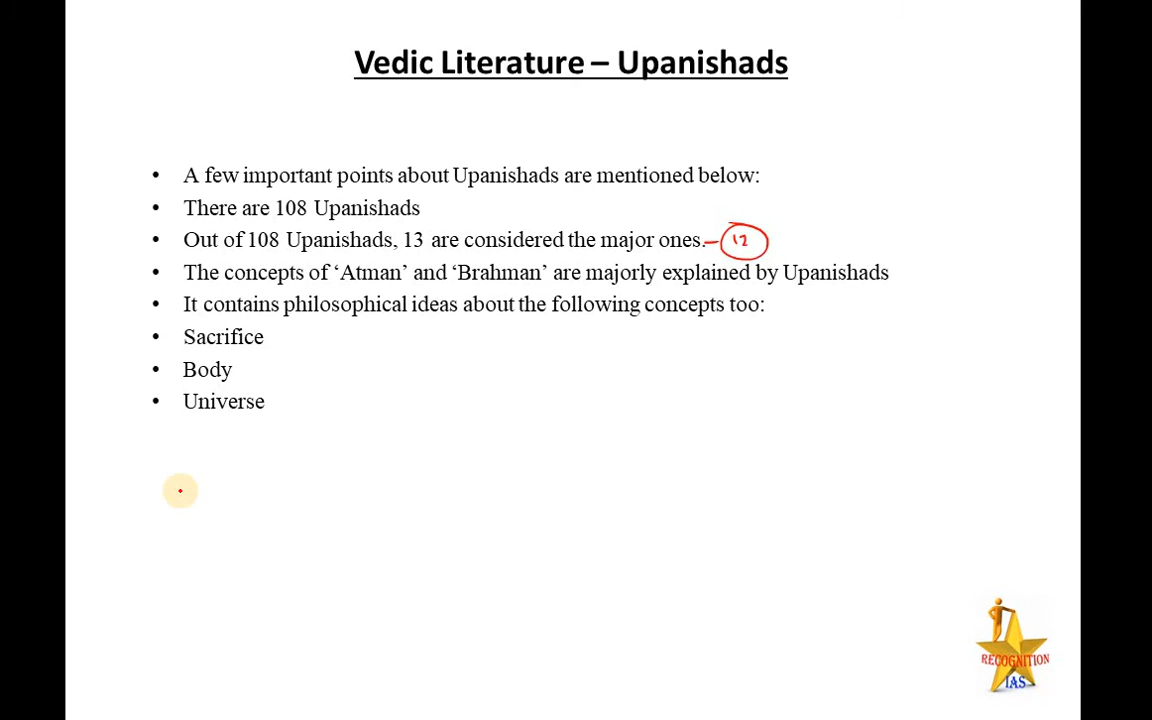 Vedic Literature – Upanishads
• A few important points about Upanishads are mentioned below:
• There are 108 Upanishads
• Out of 108 Upanishads, 13 are considered the major ones. – 12
• The concepts of ‘Atman’ and ‘Brahman’ are majorly explained by Upanishads
• It contains philosophical ideas about the following concepts too:
• Sacrifice
• Body
• Universe
RECOGNITION
IAS